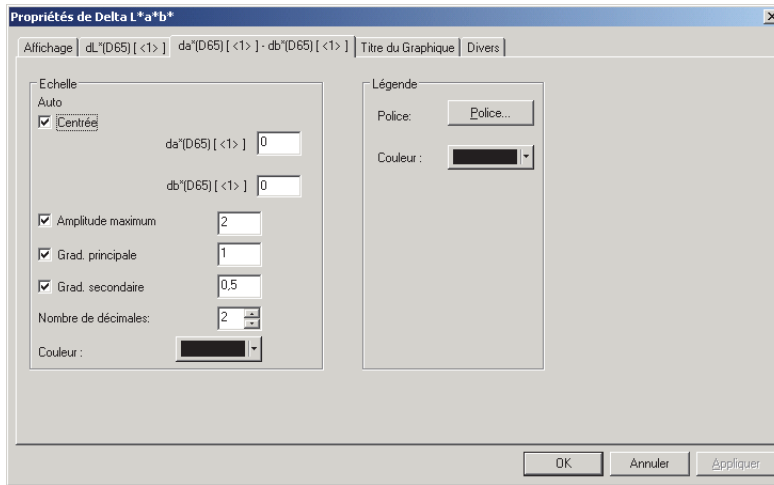 Propriétés de Delta L*a*b*
Affichage | dL*(D65) [ <1> ] | da*(D65) [ <1> ] - db*(D65) [ <1> ] | Titre du Graphique | Divers
Echelle
Auto
Centrée
da*(D65) [ <1> ] 0
db*(D65) [ <1> ] 0
Amplitude maximum 2
Grad. principale 1
Grad. secondaire 0,5
Nombre de décimales: 2
Couleur :
Légende
Police: Police...
Couleur :
OK Annuler Appliquer